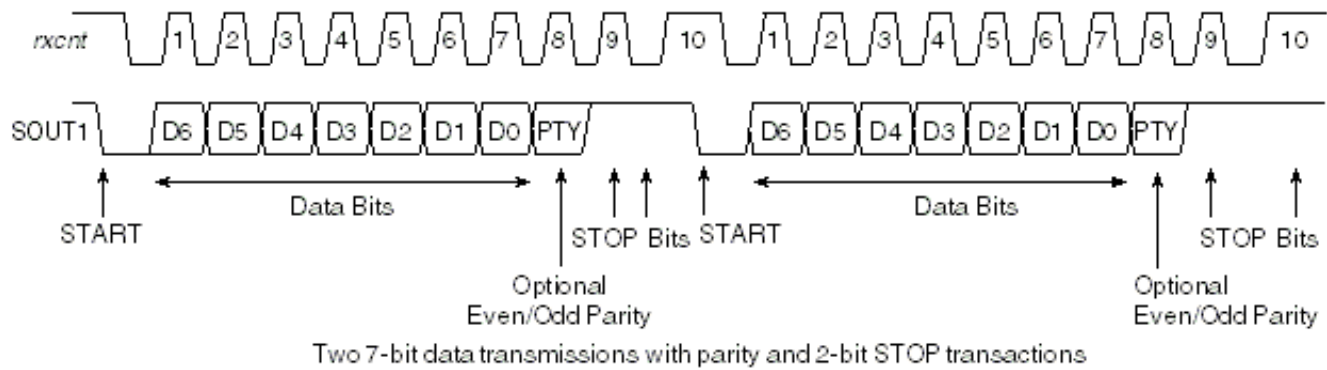 rxcnt 1 2 3 4 5 6 7 8 9 10 1 2 3 4 5 6 7 8 9 10
SOUT1 D6 D5 D4 D3 D2 D1 D0 PTY D6 D5 D4 D3 D2 D1 D0 PTY
Data Bits Data Bits
START STOP Bits START STOP Bits
Optional Optional
Even/Odd Parity Even/Odd Parity
Two 7-bit data transmissions with parity and 2-bit STOP transactions